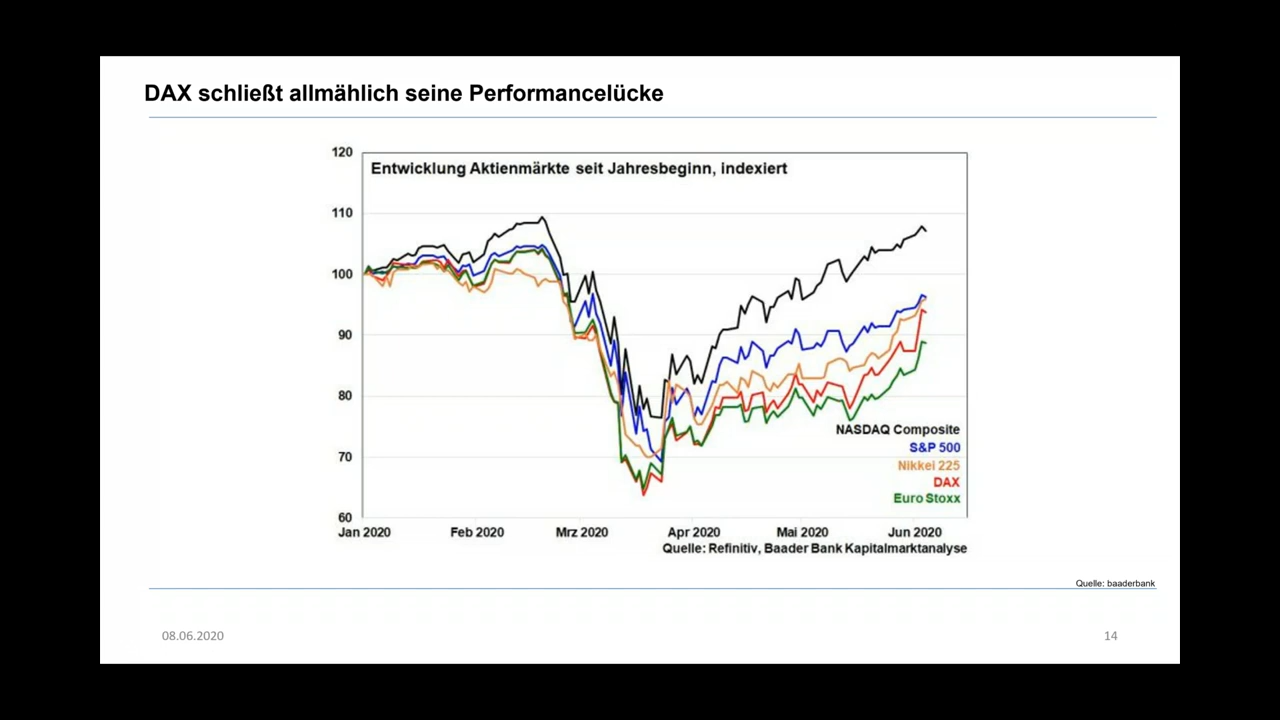 DAX schließt allmählich seine Performancelücke
Entwicklung Aktienmärkte seit Jahresbeginn, indexiert
120
110
100
90
80
70
60
NASDAQ Composite
S&P 500
Nikkei 225
DAX
Euro Stoxx
Jan 2020 Feb 2020 Mrz 2020 Apr 2020 Mai 2020 Jun 2020
Quelle: Refinitiv, Baader Bank Kapitalmarktanalyse
Quelle: baaderbank
08.06.2020 14